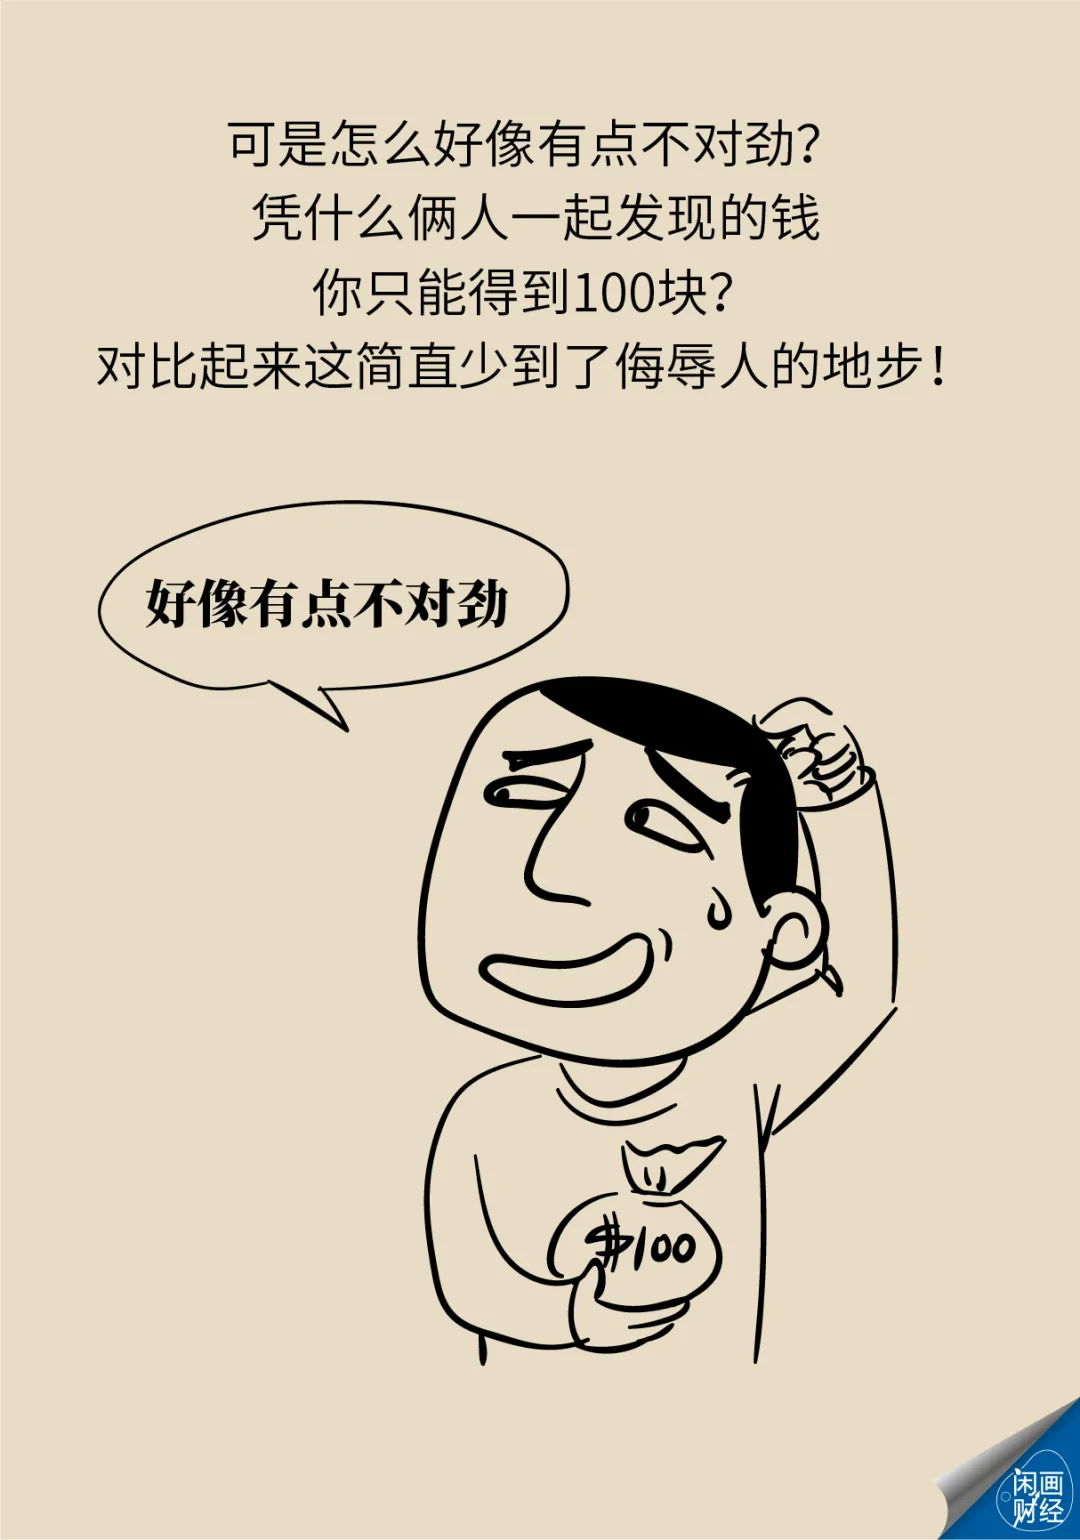 可是怎么好像有点不对劲？
凭什么俩人一起发现的钱
你只能得到100块？
对比起来这简直少到了侮辱人的地步！
好像有点不对劲
$100
闲画
财经